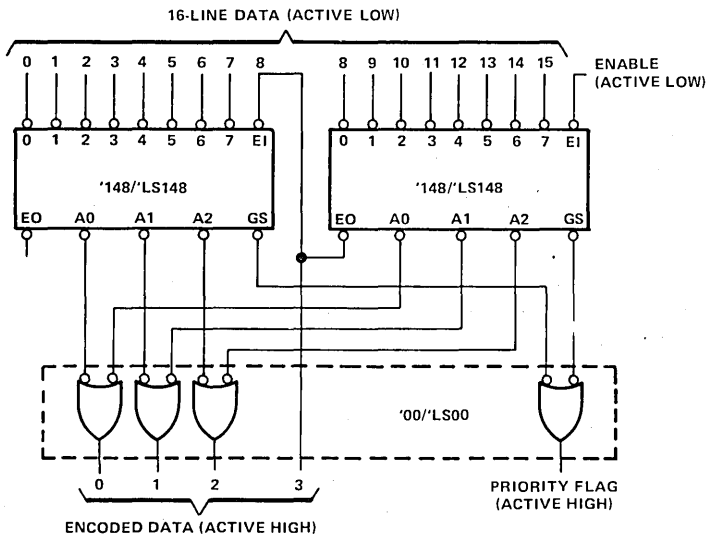 16-LINE DATA (ACTIVE LOW)
0 1 2 3 4 5 6 7 8 8 9 10 11 12 13 14 15
ENABLE
(ACTIVE LOW)
0 1 2 3 4 5 6 7 EI 0 1 2 3 4 5 6 7 EI
'148/'LS148 '148/'LS148
EO A0 A1 A2 GS EO A0 A1 A2 GS
'00/'LS00
0 1 2 3
PRIORITY FLAG
(ACTIVE HIGH)
ENCODED DATA (ACTIVE HIGH)